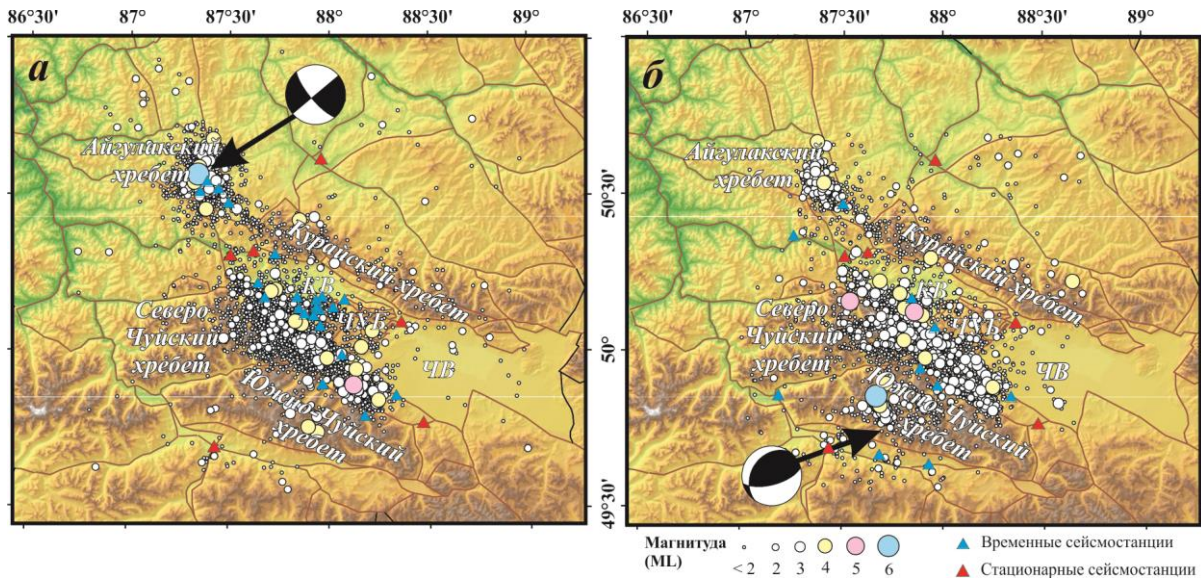 86°30'
87°
87°30'
88°
88°30'
89°
86°30'
87°
87°30'
88°
88°30'
89°
а
Айгулакский
хребет
Курайский хребет
КВ
ЧХБ
Северо
Чуйский
хребет
ЧВ
Южно-Чуйский
хребет
50°30'
50°
49°30'
б
Айгулакский
хребет
Курайский хребет
КВ
ЧХБ
Северо
Чуйский
хребет
ЧВ
Южно-Чуйский
хребет
Магнитуда
(ML)
< 2 2 3 4 5 6
Временные сейсмостанции
Стационарные сейсмостанции